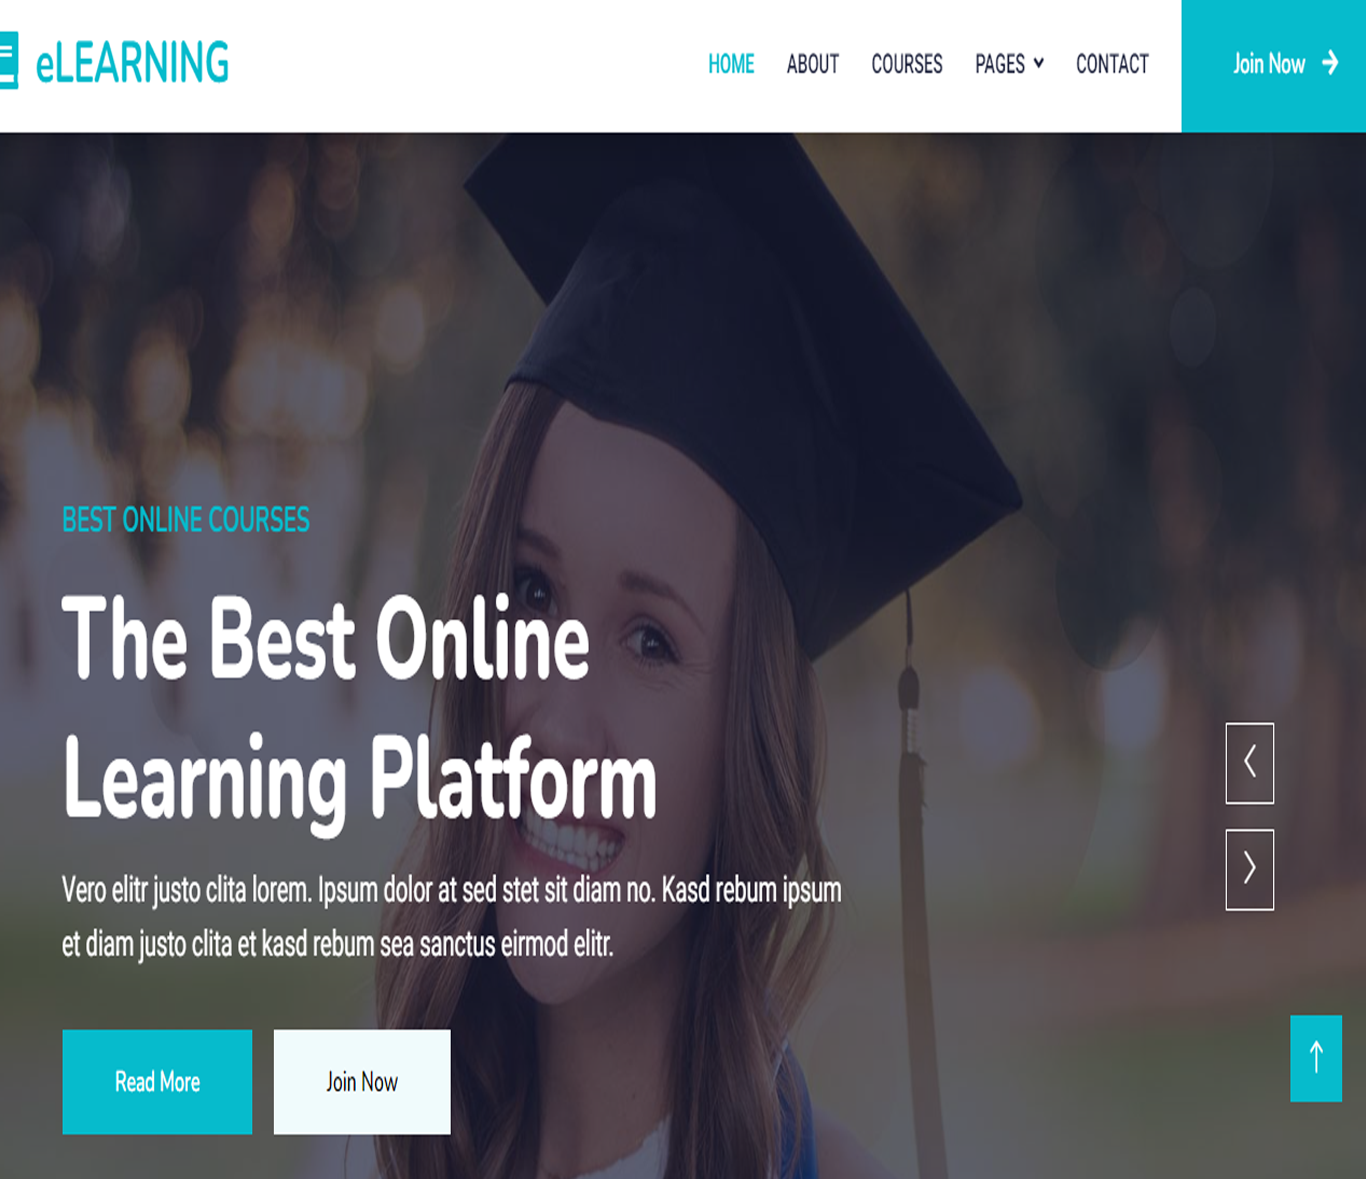 eLEARNING
HOME ABOUT COURSES PAGES CONTACT Join Now
BEST ONLINE COURSES
The Best Online
Learning Platform
Vero elitr justo clita lorem. Ipsum dolor at sed stet sit diam no. Kasd rebum ipsum
et diam justo clita et kasd rebum sea sanctus eirmod elitr.
Read More Join Now